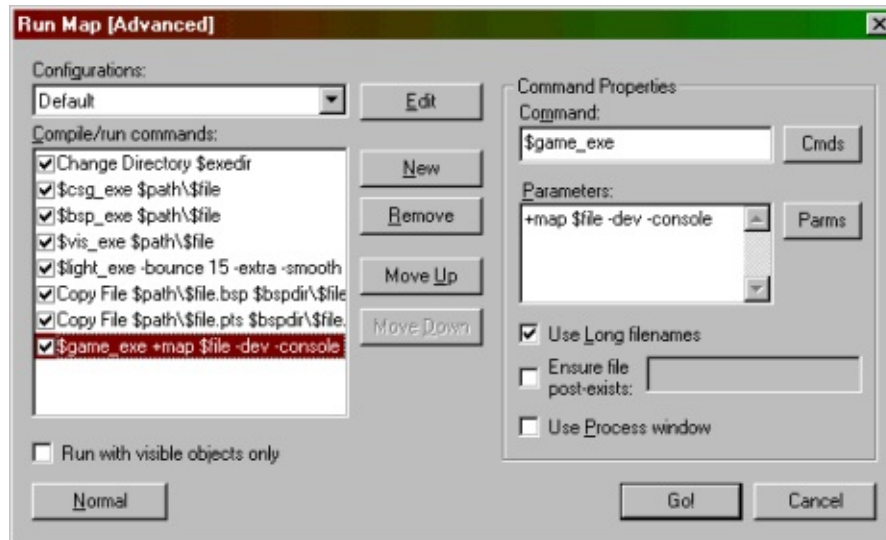 Run Map [Advanced]
Configurations:
Default
Edit
Compile/run commands:
Change Directory $exedir
$csg_exe $path\$file
$bsp_exe $path\$file
$vis_exe $path\$file
$light_exe -bounce 15 -extra -smooth
Copy File $path\$file.bsp $bspdir\$file
Copy File $path\$file.pts $bspdir\$file.
$game_exe +map $file -dev -console
New
Remove
Move Up
Move Down
Run with visible objects only
Normal
Command Properties
Command:
$game_exe
Cmds
Parameters:
+map $file -dev -console
Parms
Use Long filenames
Ensure file
post-exists:
Use Process window
Go!
Cancel